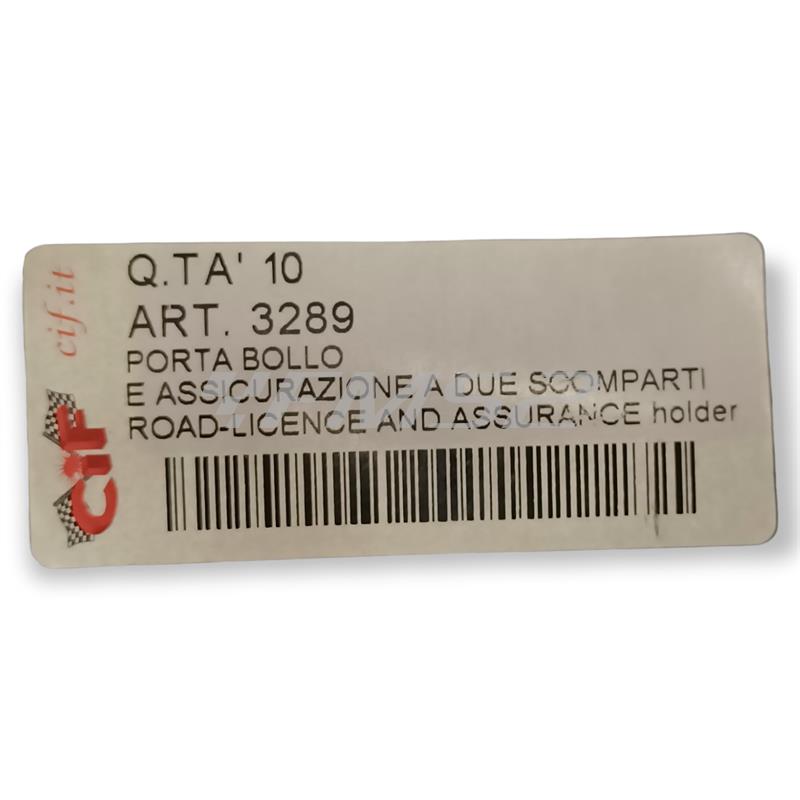 cif.it
CiF
Q.TA' 10
ART. 3289
PORTA BOLLO
E ASSICURAZIONE A DUE SCOMPARTI
ROAD-LICENCE AND ASSURANCE holder